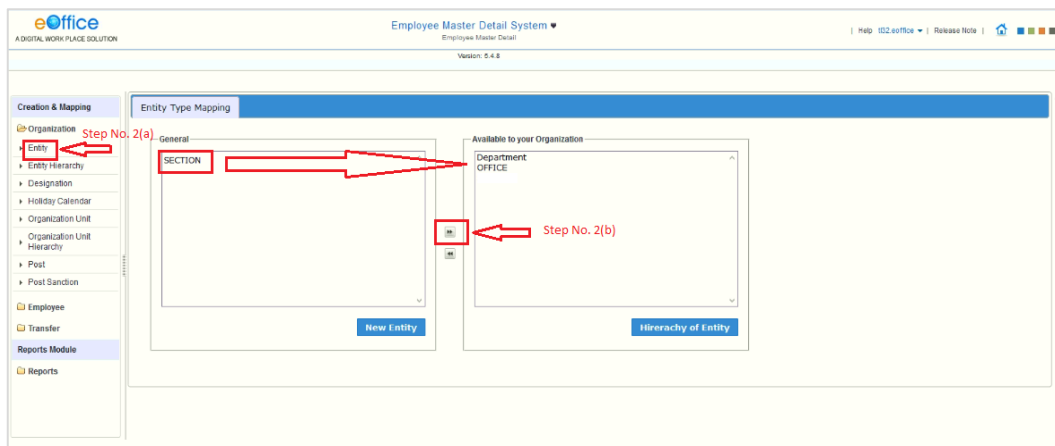 eOffice
A DIGITAL WORK PLACE SOLUTION
Employee Master Detail System
Employee Master Detail
| Help tB2.eoffice | Release Note |
Version: 5.4.8
Creation & Mapping
Entity Type Mapping
Organization
Step No. 2(a)
Entity
Entity Hierarchy
Designation
Holiday Calendar
Organization Unit
Organization Unit
Hierarchy
Post
Post Sanction
Employee
Transfer
Reports Module
Reports
General
SECTION
New Entity
Available to your Organization
Department
OFFICE
Step No. 2(b)
Hirerachy of Entity